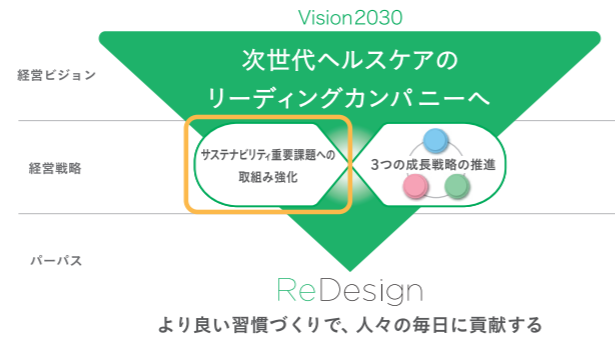 Vision2030
経営ビジョン
次世代ヘルスケアの
リーディングカンパニーへ
経営戦略
サステナビリティ重要課題への
取組み強化
3つの成長戦略の推進
パーパス
ReDesign
より良い習慣づくりで、人々の毎日に貢献する